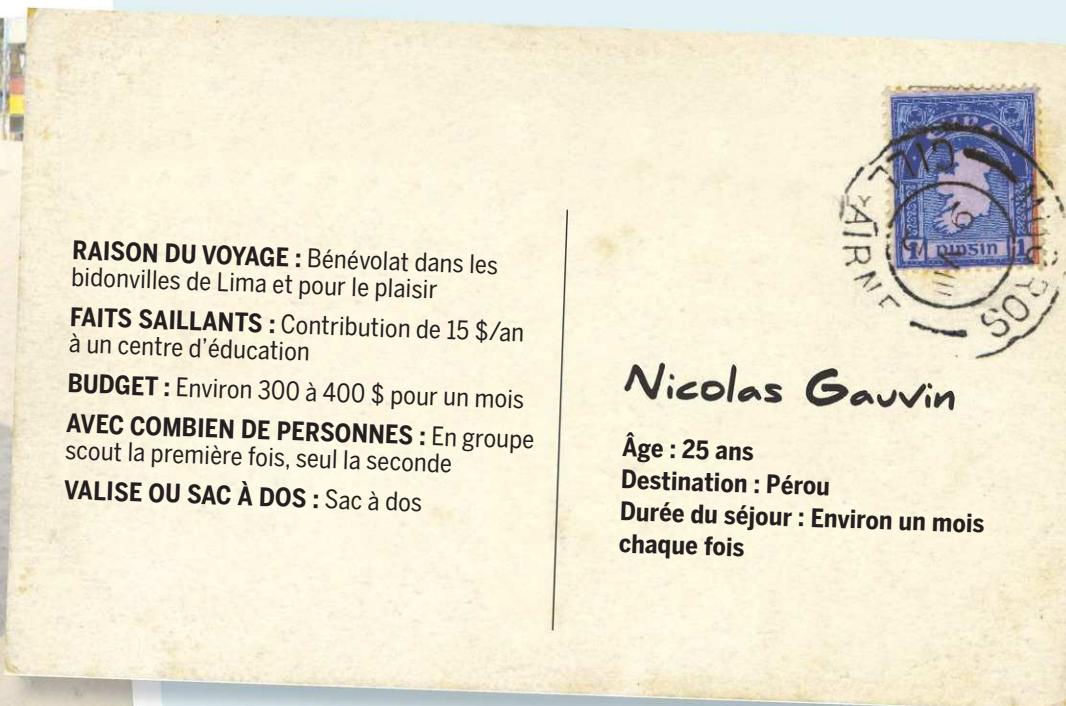 RAISON DU VOYAGE : Bénévolat dans les
bidonvilles de Lima et pour le plaisir
FAITS SAILLANTS : Contribution de 15 $/an
à un centre d'éducation
BUDGET : Environ 300 à 400 $ pour un mois
AVEC COMBIEN DE PERSONNES : En groupe
scout la première fois, seul la seconde
VALISE OU SAC À DOS : Sac à dos
Nicolas Gauvin
Âge : 25 ans
Destination : Pérou
Durée du séjour : Environ un mois
chaque fois